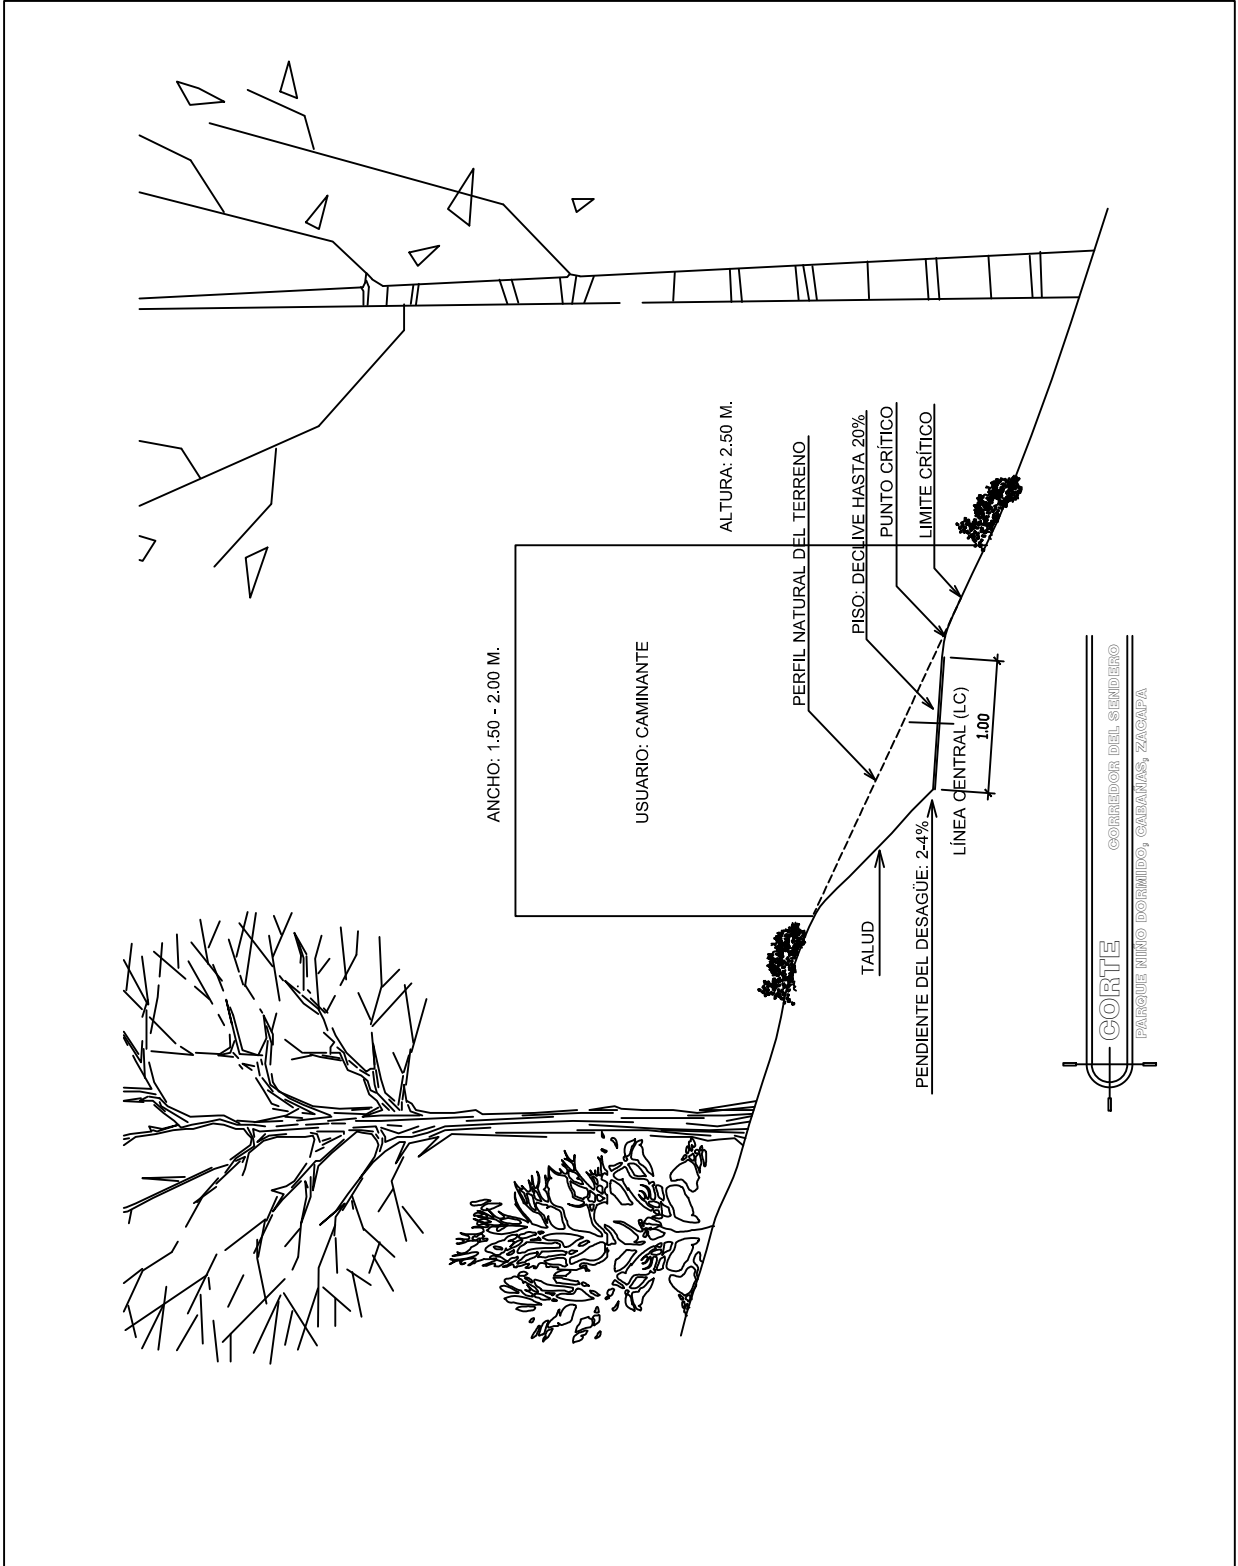 ANCHO: 1.50 - 2.00 M.
USUARIO: CAMINANTE
ALTURA: 2.50 M.
PERFIL NATURAL DEL TERRENO
PISO: DECLIVE HASTA 20%
PUNTO CRÍTICO
LIMITE CRÍTICO
TALUD
PENDIENTE DEL DESAGÜE: 2-4%
LÍNEA CENTRAL (LC)
1.00
CORTE CORREDOR DEL SENDERO
PARQUE NIÑO DORMIDO, CABAÑAS, ZACAPA